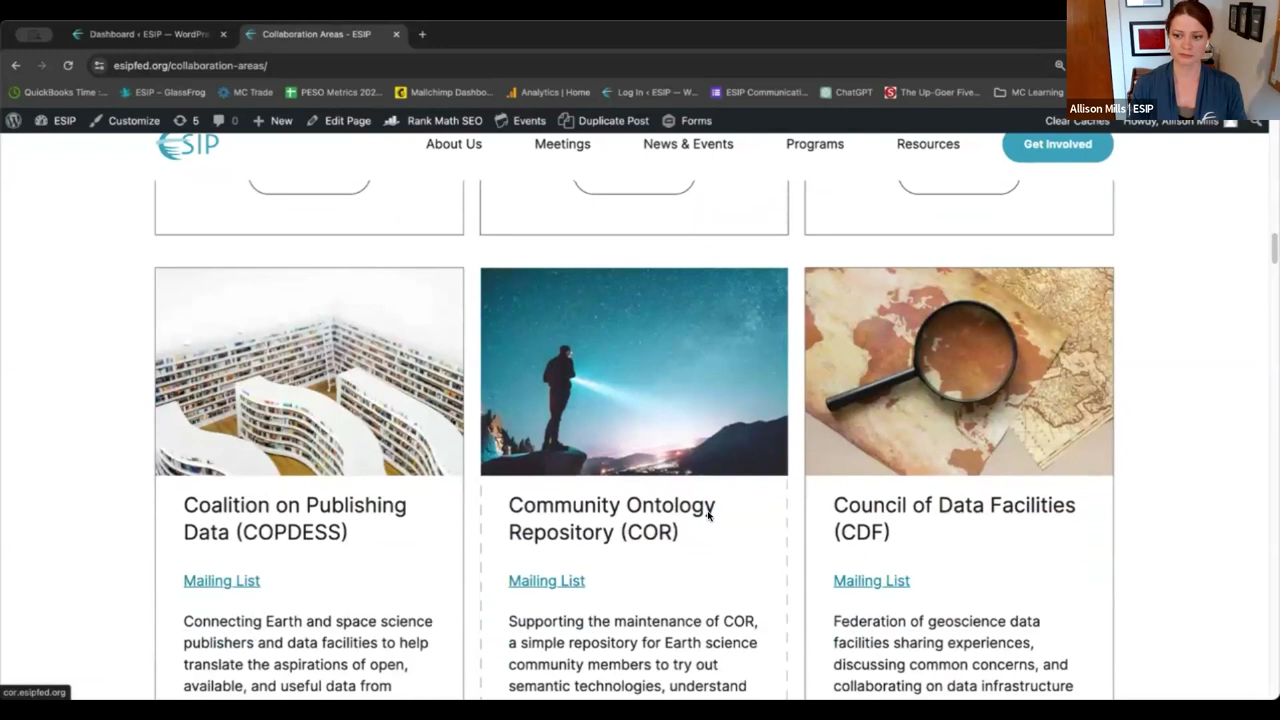 Dashboard ‹ ESIP — WordPre
Collaboration Areas - ESIP
esipfed.org/collaboration-areas/
QuickBooks Time :...
ESIP – GlassFrog
MC Trade
PESO Metrics 202...
Mailchimp Dashbo...
Analytics | Home
Log In ‹ ESIP — W...
ESIP Communicati...
ChatGPT
The Up-Goer Five...
MC Learning
Allison Mills | ESIP
ESIP
Customize
5
0
New
Edit Page
Rank Math SEO
Events
Duplicate Post
Forms
Clear Caches
Howdy, Allison Mills
ESIP
About Us
Meetings
News & Events
Programs
Resources
Get Involved
Coalition on Publishing
Data (COPDESS)
Mailing List
Connecting Earth and space science
publishers and data facilities to help
translate the aspirations of open,
available, and useful data from
Community Ontology
Repository (COR)
Mailing List
Supporting the maintenance of COR,
a simple repository for Earth science
community members to try out
semantic technologies, understand
Council of Data Facilities
(CDF)
Mailing List
Federation of geoscience data
facilities sharing experiences,
discussing common concerns, and
collaborating on data infrastructure
cor.esipfed.org